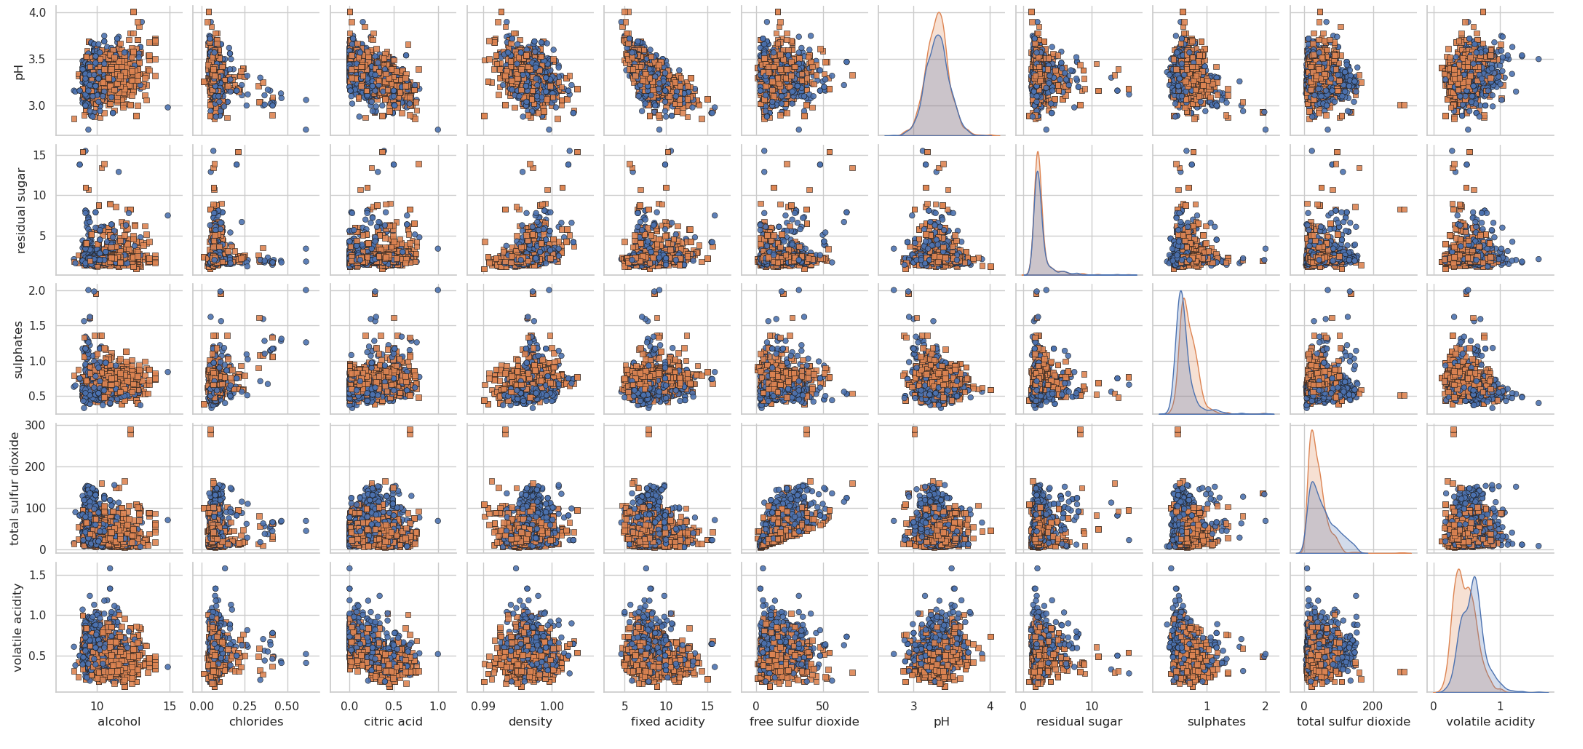 4.0
pH
3.5
3.0
15
residual sugar
10
5
2.0
sulphates
1.5
1.0
0.5
300
total sulfur dioxide
200
100
0
1.5
volatile acidity
1.0
0.5
10 15 0.00 0.25 0.50 0.0 0.5 1.0 0.99 1.00 5 10 15 0 50 3 4 0 10 1 2 0 200 0 1
alcohol chlorides citric acid density fixed acidity free sulfur dioxide pH residual sugar sulphates total sulfur dioxide volatile acidity